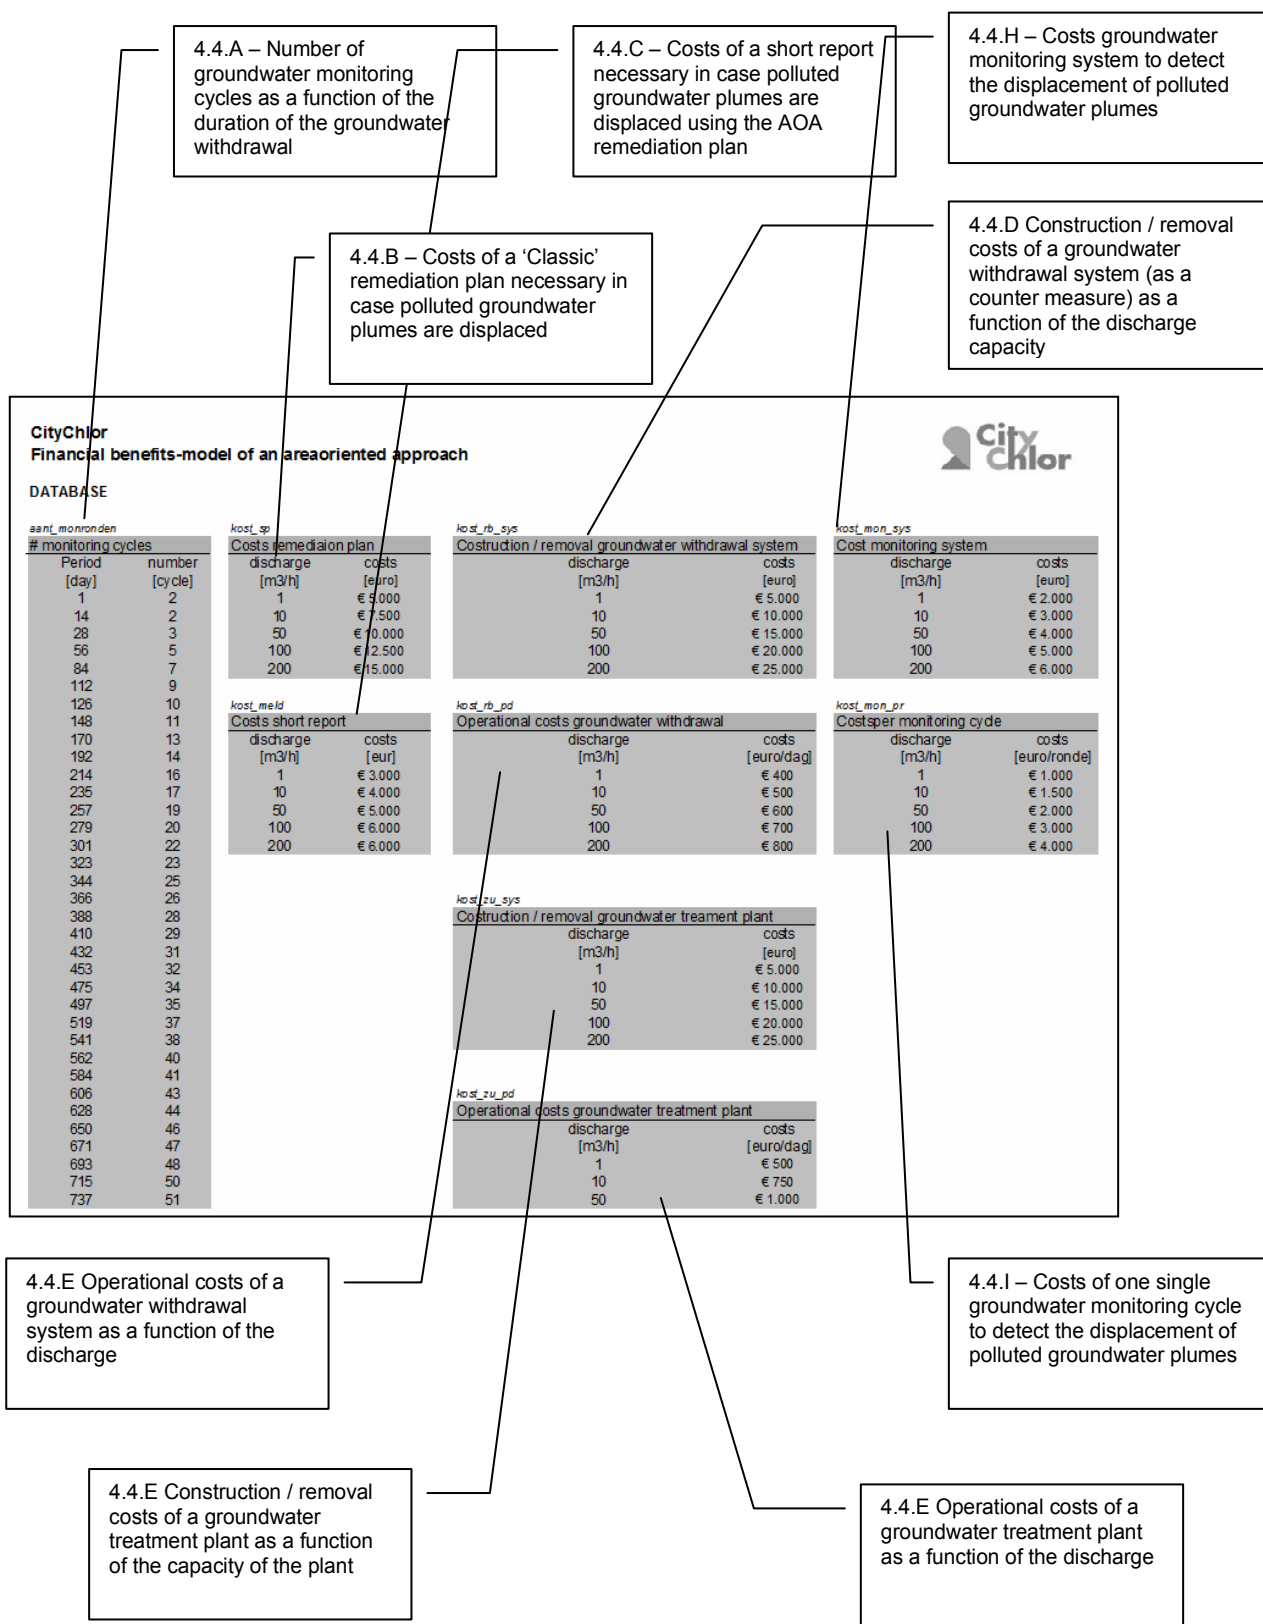 4.4.A – Number of
groundwater monitoring
cycles as a function of the
duration of the groundwater
withdrawal
4.4.C – Costs of a short report
necessary in case polluted
groundwater plumes are
displaced using the AOA
remediation plan
4.4.H – Costs groundwater
monitoring system to detect
the displacement of polluted
groundwater plumes
4.4.B – Costs of a ‘Classic’
remediation plan necessary in
case polluted groundwater
plumes are displaced
4.4.D Construction / removal
costs of a groundwater
withdrawal system (as a
counter measure) as a
function of the discharge
capacity
CityChlor
Financial benefits-model of an areaoriented approach
City
Chlor
DATABASE
aant_monronden
# monitoring cycles
Period number
[day] [cycle]
1 2
14 2
28 3
56 5
84 7
112 9
126 10
148 11
170 13
192 14
214 16
235 17
257 19
279 20
301 22
323 23
344 25
366 26
388 28
410 29
432 31
453 32
475 34
497 35
519 37
541 38
562 40
584 41
606 43
628 44
650 46
671 47
693 48
715 50
737 51
kost_sp
Costs remediaion plan
discharge costs
[m3/h] [euro]
1 € 5.000
10 € 7.500
50 € 10.000
100 € 12.500
200 € 15.000
kost_meld
Costs short report
discharge costs
[m3/h] [eur]
1 € 3.000
10 € 4.000
50 € 5.000
100 € 6.000
200 € 6.000
kost_rb_sys
Costruction / removal groundwater withdrawal system
discharge costs
[m3/h] [euro]
1 € 5.000
10 € 10.000
50 € 15.000
100 € 20.000
200 € 25.000
kost_rb_pd
Operational costs groundwater withdrawal
discharge costs
[m3/h] [euro/dag]
1 € 400
10 € 500
50 € 600
100 € 700
200 € 800
kost_zu_sys
Costruction / removal groundwater treament plant
discharge costs
[m3/h] [euro]
1 € 5.000
10 € 10.000
50 € 15.000
100 € 20.000
200 € 25.000
kost_zu_pd
Operational costs groundwater treatment plant
discharge costs
[m3/h] [euro/dag]
1 € 500
10 € 750
50 € 1.000
kost_mon_sys
Cost monitoring system
discharge costs
[m3/h] [euro]
1 € 2.000
10 € 3.000
50 € 4.000
100 € 5.000
200 € 6.000
kost_mon_pr
Costsper monitoring cycle
discharge costs
[m3/h] [euro/ronde]
1 € 1.000
10 € 1.500
50 € 2.000
100 € 3.000
200 € 4.000
4.4.E Operational costs of a
groundwater withdrawal
system as a function of the
discharge
4.4.I – Costs of one single
groundwater monitoring cycle
to detect the displacement of
polluted groundwater plumes
4.4.E Construction / removal
costs of a groundwater
treatment plant as a function
of the capacity of the plant
4.4.E Operational costs of a
groundwater treatment plant
as a function of the discharge